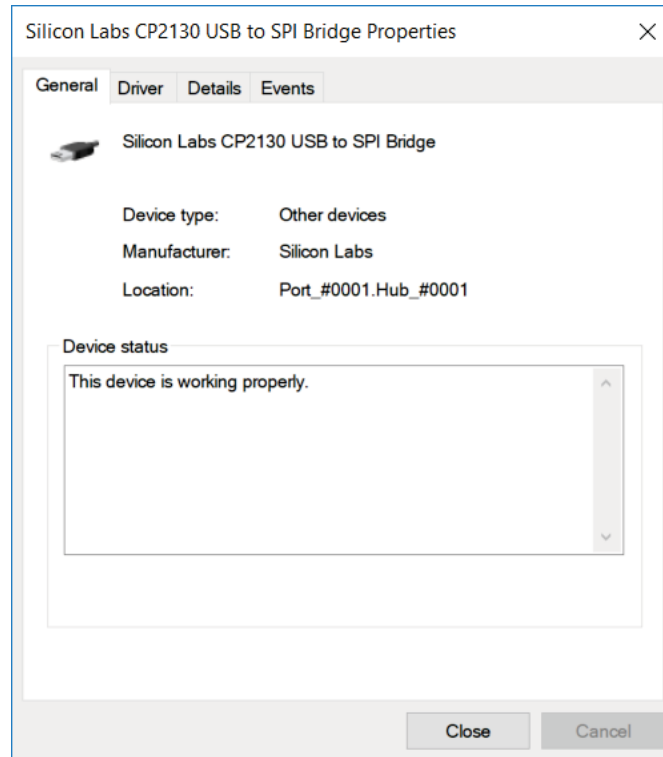 Silicon Labs CP2130 USB to SPI Bridge Properties
General Driver Details Events
Silicon Labs CP2130 USB to SPI Bridge
Device type: Other devices
Manufacturer: Silicon Labs
Location: Port_#0001.Hub_#0001
Device status
This device is working properly.
Close Cancel